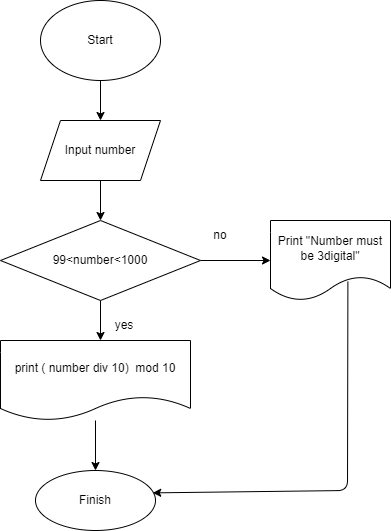 Start
Input number
99<number<1000
no
Print "Number must
be 3digital"
yes
print ( number div 10)  mod 10
Finish